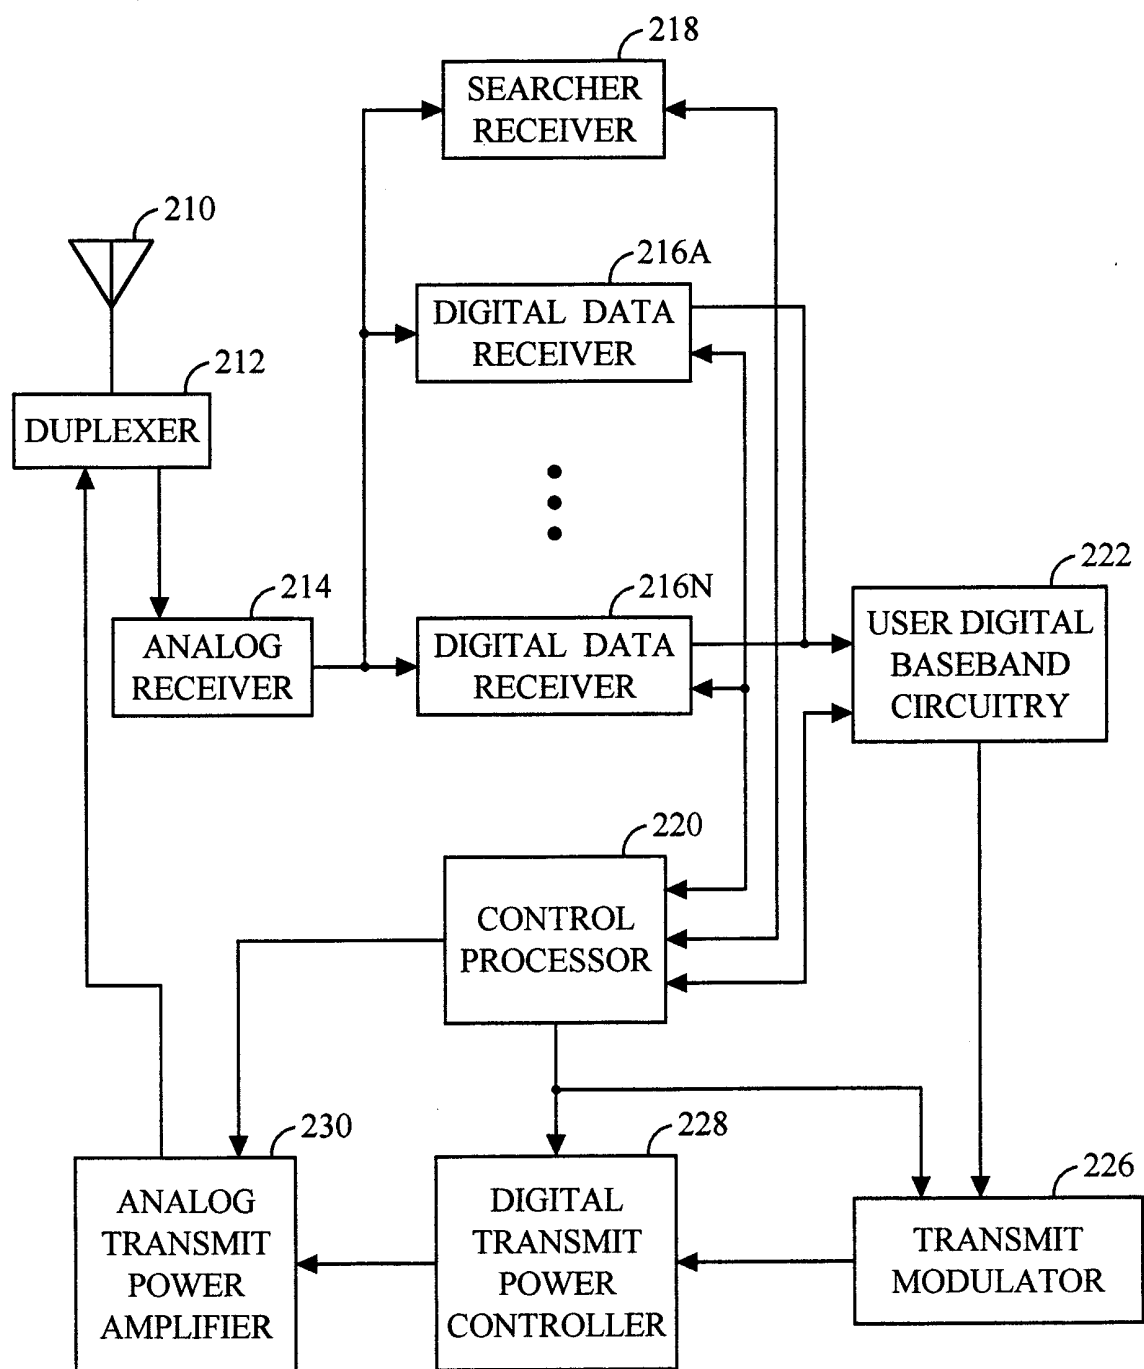 218
SEARCHER
RECEIVER
210
216A
DIGITAL DATA
RECEIVER
212
DUPLEXER
214
ANALOG
RECEIVER
216N
DIGITAL DATA
RECEIVER
222
USER DIGITAL
BASEBAND
CIRCUITRY
220
CONTROL
PROCESSOR
230
ANALOG
TRANSMIT
POWER
AMPLIFIER
228
DIGITAL
TRANSMIT
POWER
CONTROLLER
226
TRANSMIT
MODULATOR